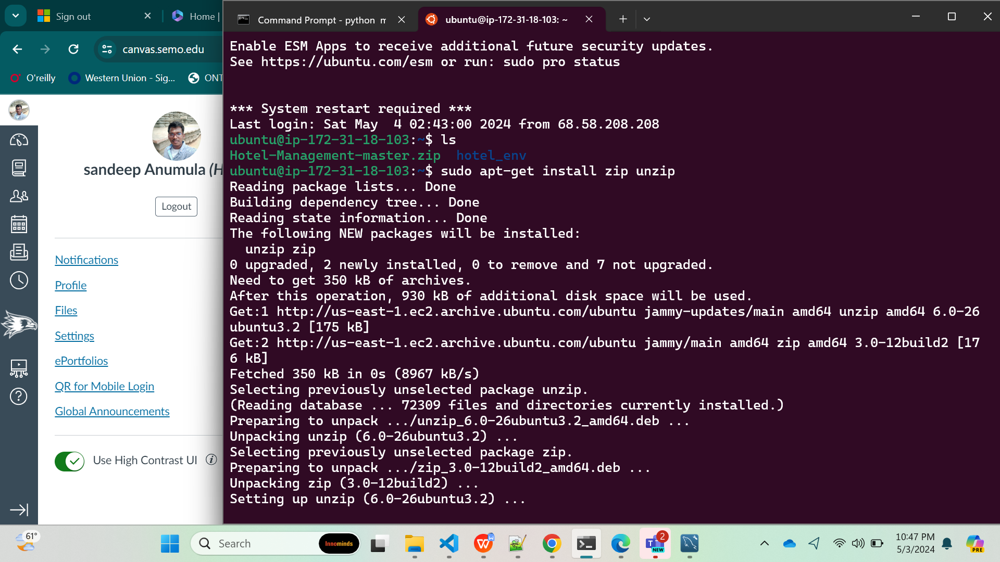 Sign out
Home |
Command Prompt - python m
ubuntu@ip-172-31-18-103: ~
canvas.semo.edu
O'reilly
Western Union - Sig...
ONT
sandeep Anumula (H
Logout
Notifications
Profile
Files
Settings
ePortfolios
QR for Mobile Login
Global Announcements
Use High Contrast UI
Enable ESM Apps to receive additional future security updates.
See https://ubuntu.com/esm or run: sudo pro status
*** System restart required ***
Last login: Sat May  4 02:43:00 2024 from 68.58.208.208
ubuntu@ip-172-31-18-103:~$ ls
Hotel-Management-master.zip  hotel_env
ubuntu@ip-172-31-18-103:~$ sudo apt-get install zip unzip
Reading package lists... Done
Building dependency tree... Done
Reading state information... Done
The following NEW packages will be installed:
  unzip zip
0 upgraded, 2 newly installed, 0 to remove and 7 not upgraded.
Need to get 350 kB of archives.
After this operation, 930 kB of additional disk space will be used.
Get:1 http://us-east-1.ec2.archive.ubuntu.com/ubuntu jammy-updates/main amd64 unzip amd64 6.0-26
ubuntu3.2 [175 kB]
Get:2 http://us-east-1.ec2.archive.ubuntu.com/ubuntu jammy/main amd64 zip amd64 3.0-12build2 [17
6 kB]
Fetched 350 kB in 0s (8967 kB/s)
Selecting previously unselected package unzip.
(Reading database ... 72309 files and directories currently installed.)
Preparing to unpack .../unzip_6.0-26ubuntu3.2_amd64.deb ...
Unpacking unzip (6.0-26ubuntu3.2) ...
Selecting previously unselected package zip.
Preparing to unpack .../zip_3.0-12build2_amd64.deb ...
Unpacking zip (3.0-12build2) ...
Setting up unzip (6.0-26ubuntu3.2) ...
61°
Search
Innominds
2
NEW
10:47 PM
5/3/2024
PRE